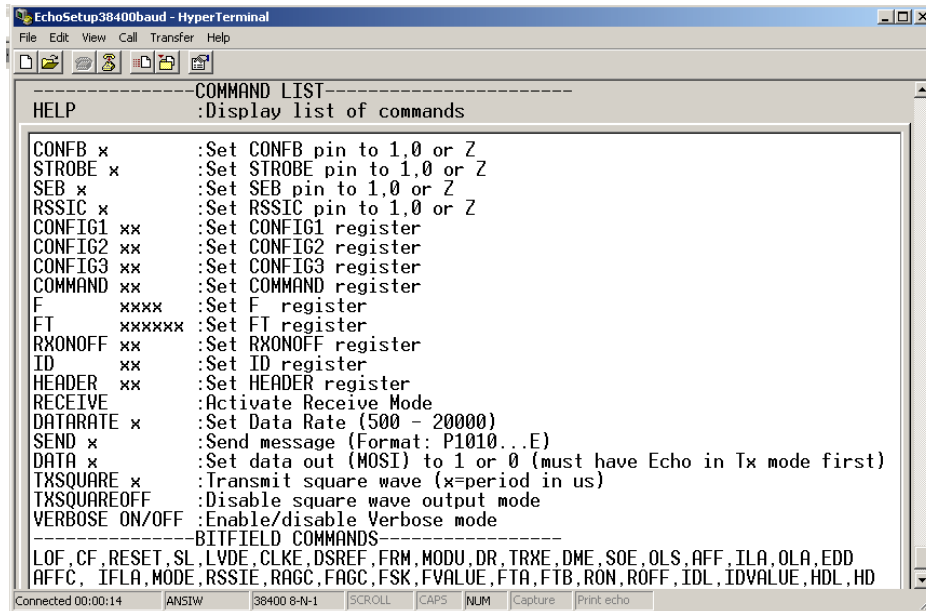 EchoSetup38400baud - HyperTerminal
File Edit View Call Transfer Help
---------------COMMAND LIST-----------------------
HELP :Display list of commands
CONFB x :Set CONFB pin to 1,0 or Z
STROBE x :Set STROBE pin to 1,0 or Z
SEB x :Set SEB pin to 1,0 or Z
RSSIC x :Set RSSIC pin to 1,0 or Z
CONFIG1 xx :Set CONFIG1 register
CONFIG2 xx :Set CONFIG2 register
CONFIG3 xx :Set CONFIG3 register
COMMAND xx :Set COMMAND register
F xxxx :Set F register
FT xxxxxx :Set FT register
RXONOFF xx :Set RXONOFF register
ID xx :Set ID register
HEADER xx :Set HEADER register
RECEIVE :Activate Receive Mode
DATARATE x :Set Data Rate (500 - 20000)
SEND x :Send message (Format: P1010...E)
DATA x :Set data out (MOSI) to 1 or 0 (must have Echo in Tx mode first)
TXSQUARE x :Transmit square wave (x=period in us)
TXSQUAREOFF :Disable square wave output mode
VERBOSE ON/OFF :Enable/disable Verbose mode
---------------BITFIELD COMMANDS------------------
LOF,CF,RESET,SL,LVDE,CLKE,DSREF,FRM,MODU,DR,TRXE,DME,SOE,OLS,AFF,ILA,OLA,EDD
AFFC, IFLA,MODE,RSSIE,RAGC,FAGC,FSK,FVALUE,FTA,FTB,RON,ROFF,IDL,IDVALUE,HDL,HD
Connected 00:00:14 ANSIW 38400 8-N-1 SCROLL CAPS NUM Capture Print echo